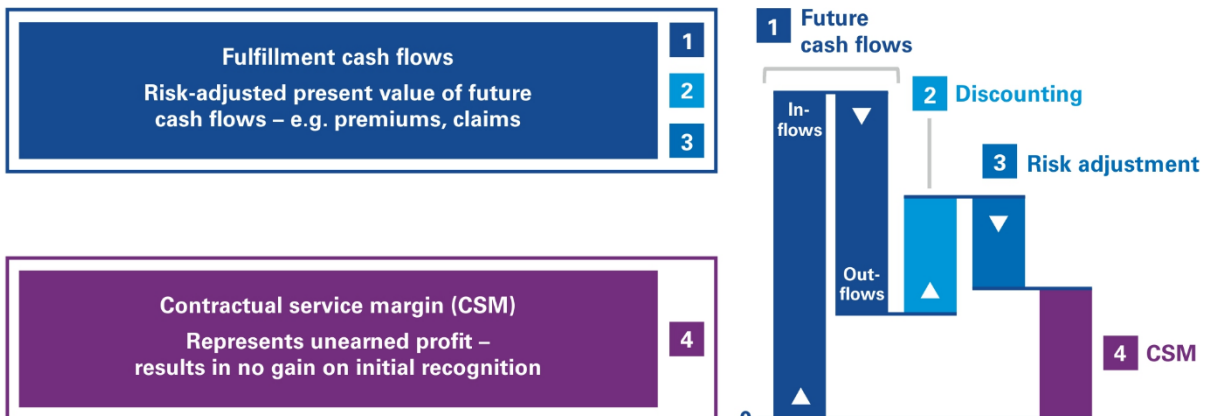 Fulfillment cash flows
Risk-adjusted present value of future
cash flows – e.g. premiums, claims
1
2
3
Contractual service margin (CSM)
Represents unearned profit –
results in no gain on initial recognition
4
1 Future
cash flows
In-
flows
Out-
flows
2 Discounting
3 Risk adjustment
4 CSM